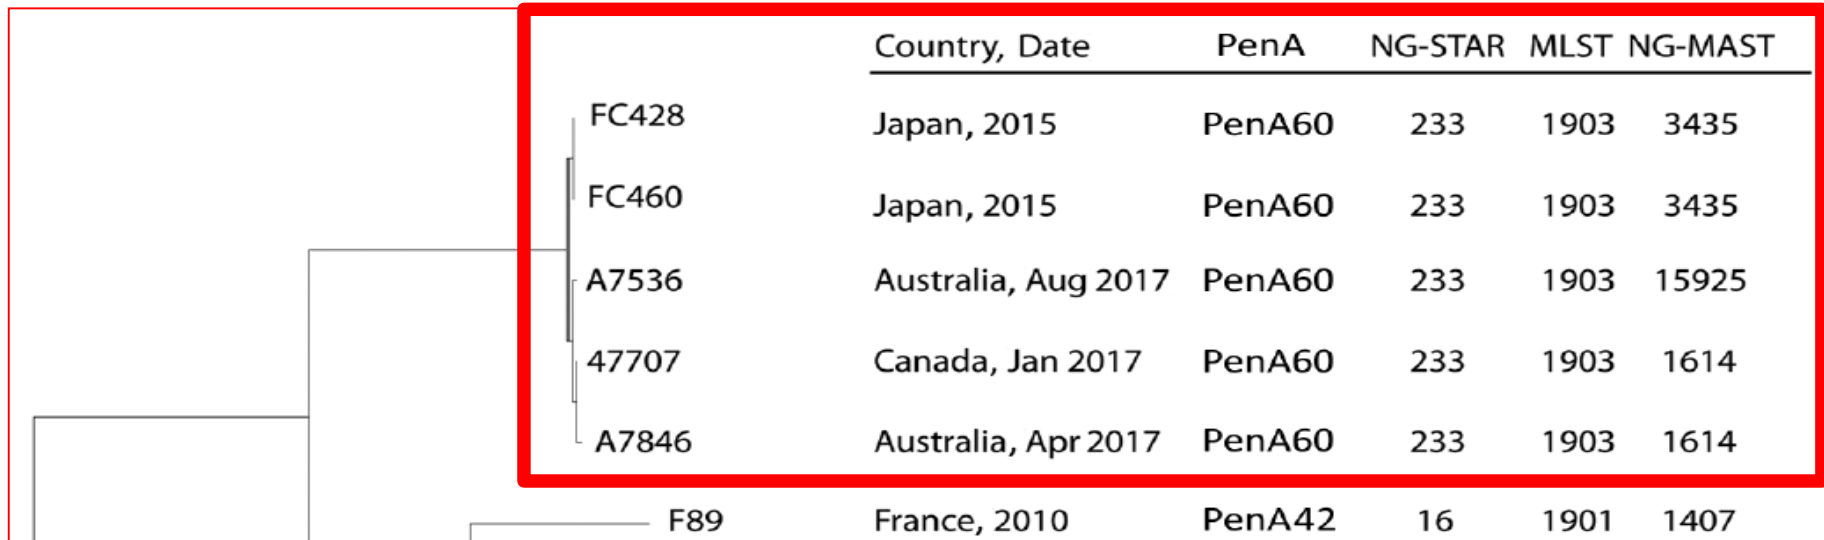 Country, Date PenA NG-STAR MLST NG-MAST
FC428 Japan, 2015 PenA60 233 1903 3435
FC460 Japan, 2015 PenA60 233 1903 3435
A7536 Australia, Aug 2017 PenA60 233 1903 15925
47707 Canada, Jan 2017 PenA60 233 1903 1614
A7846 Australia, Apr 2017 PenA60 233 1903 1614
F89 France, 2010 PenA42 16 1901 1407